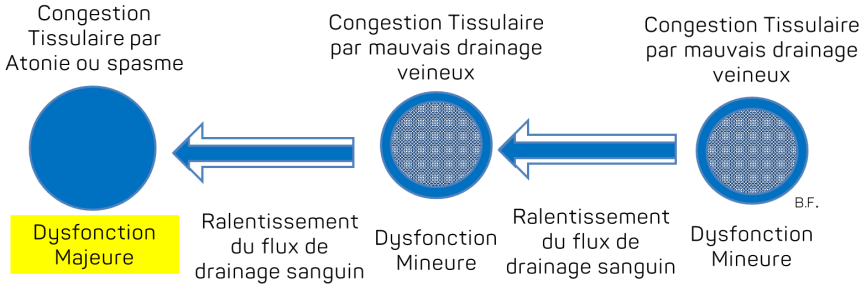 Congestion
Tissulaire par
Atonie ou spasme
Congestion Tissulaire
par mauvais drainage
veineux
Congestion Tissulaire
par mauvais drainage
veineux
B.F.
Dysfonction
Majeure
Ralentissement
du flux de
drainage sanguin
Dysfonction
Mineure
Ralentissement
du flux de
drainage sanguin
Dysfonction
Mineure